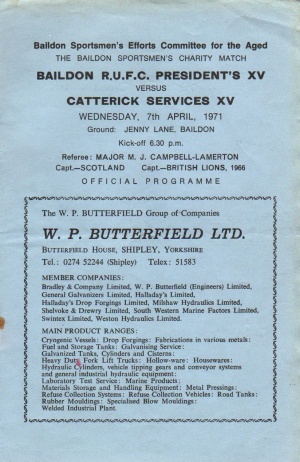 Baildon Sportsmen's Efforts Committee for the Aged
THE BAILDON SPORTSMEN'S CHARITY MATCH
BAILDON R.U.F.C. PRESIDENT'S XV
VERSUS
CATTERICK SERVICES XV
WEDNESDAY, 7th APRIL, 1971
Ground: JENNY LANE, BAILDON
Kick-off 6.30 p.m.
Referee: MAJOR M. J. CAMPBELL-LAMERTON
Capt.—SCOTLAND Capt.—BRITISH LIONS, 1966
OFFICIAL PROGRAMME
The W. P. BUTTERFIELD Group of Companies
W. P. BUTTERFIELD LTD.
BUTTERFIELD HOUSE, SHIPLEY, YORKSHIRE
Tel.: 0274 52244 (Shipley) Telex: 51583
MEMBER COMPANIES:
Bradley & Company Limited, W. P. Butterfield (Engineers) Limited,
General Galvanizers Limited, Halladay's Limited,
Halladay's Drop Forgings Limited, Milshaw Hydraulics Limited,
Shelvoke & Drewry Limited, South Western Marine Factors Limited,
Swintex Limited, Weston Hydraulics Limited.
MAIN PRODUCT RANGES:
Cryogenic Vessels: Drop Forgings: Fabrications in various metals:
Fuel and Storage Tanks: Galvanising Service:
Galvanized Tanks, Cylinders and Cisterns:
Heavy Duty Fork Lift Trucks: Hollow-ware: Housewares:
Hydraulic Cylinders, vehicle tipping gears and conveyor systems
and general industrial hydraulic equipment:
Laboratory Test Service: Marine Products:
Materials Storage and Handling Equipment: Metal Pressings:
Refuse Collection Systems: Refuse Collection Vehicles: Road Tanks:
Rubber Mouldings: Specialised Blow Mouldings:
Welded Industrial Plant.